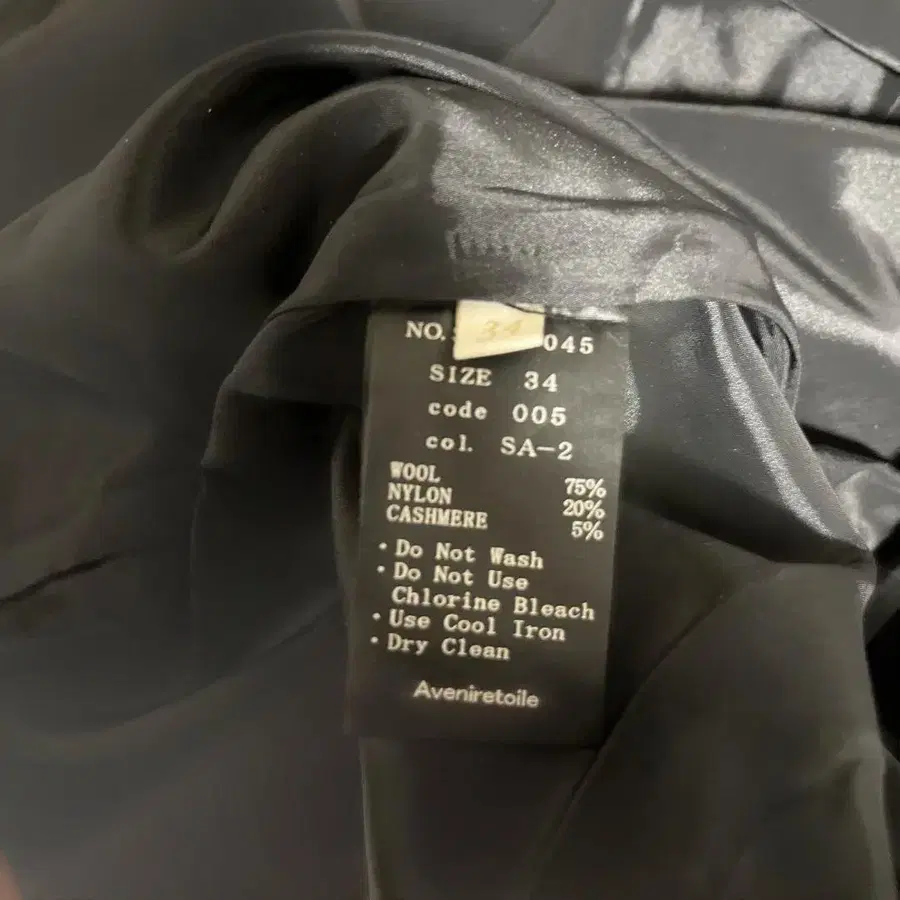 NO. 34 045
SIZE 34
code 005
col. SA-2
WOOL 75%
NYLON 20%
CASHMERE 5%
・Do Not Wash
・Do Not Use
Chlorine Bleach
・Use Cool Iron
・Dry Clean
Aveniretoile